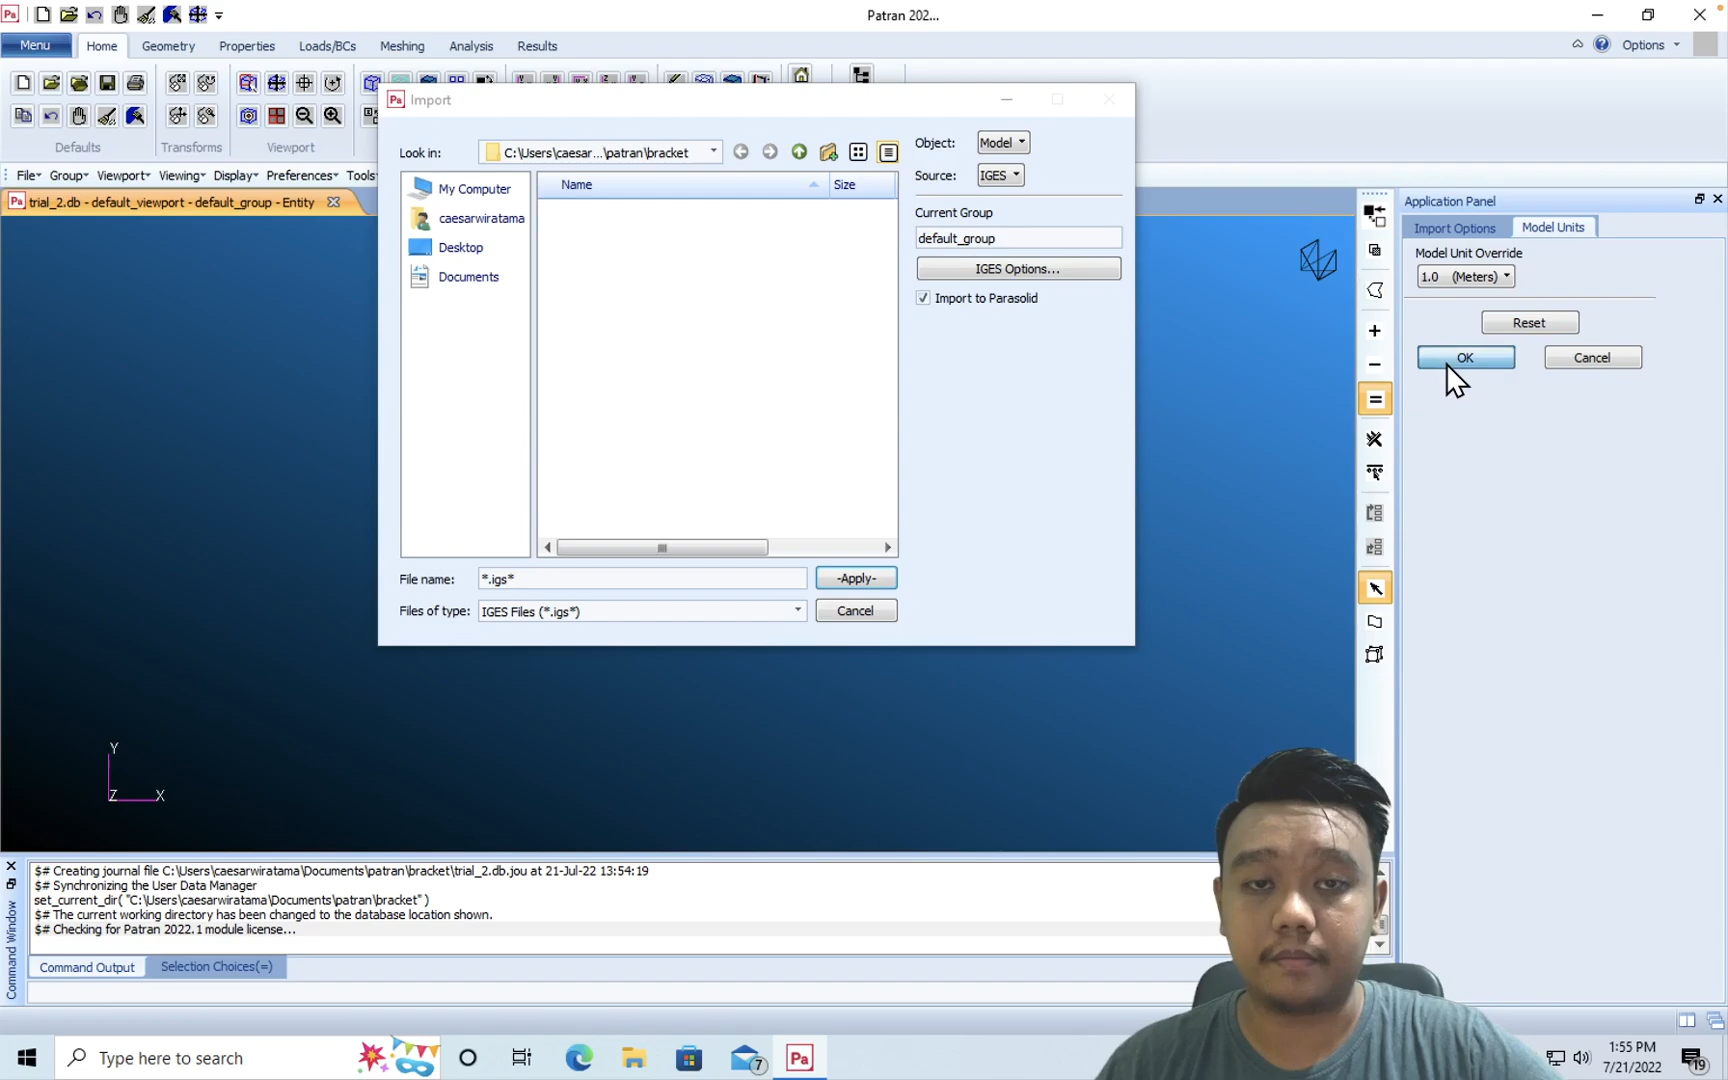 Pa
Patran 202...
Menu
Home
Geometry
Properties
Loads/BCs
Meshing
Analysis
Results
Options
Defaults
Transforms
Viewport
File
Group
Viewport
Viewing
Display
Preferences
Tools
Pa trial_2.db - default_viewport - default_group - Entity
Pa Import
Look in:
C:\Users\caesar...\patran\bracket
My Computer
caesarwiratama
Desktop
Documents
Name
Size
Object:
Model
Source:
IGES
Current Group
default_group
IGES Options...
Import to Parasolid
File name:
*.igs*
-Apply-
Files of type:
IGES Files (*.igs*)
Cancel
Application Panel
Import Options
Model Units
Model Unit Override
1.0 (Meters)
Reset
OK
Cancel
Y
Z
X
Command Window
$# Creating journal file C:\Users\caesarwiratama\Documents\patran\bracket\trial_2.db.jou at 21-Jul-22 13:54:19
$# Synchronizing the User Data Manager
set_current_dir( "C:\Users\caesarwiratama\Documents\patran\bracket" )
$# The current working directory has been changed to the database location shown.
$# Checking for Patran 2022.1 module license...
Command Output
Selection Choices(=)
Type here to search
7
Pa
1:55 PM
7/21/2022
19